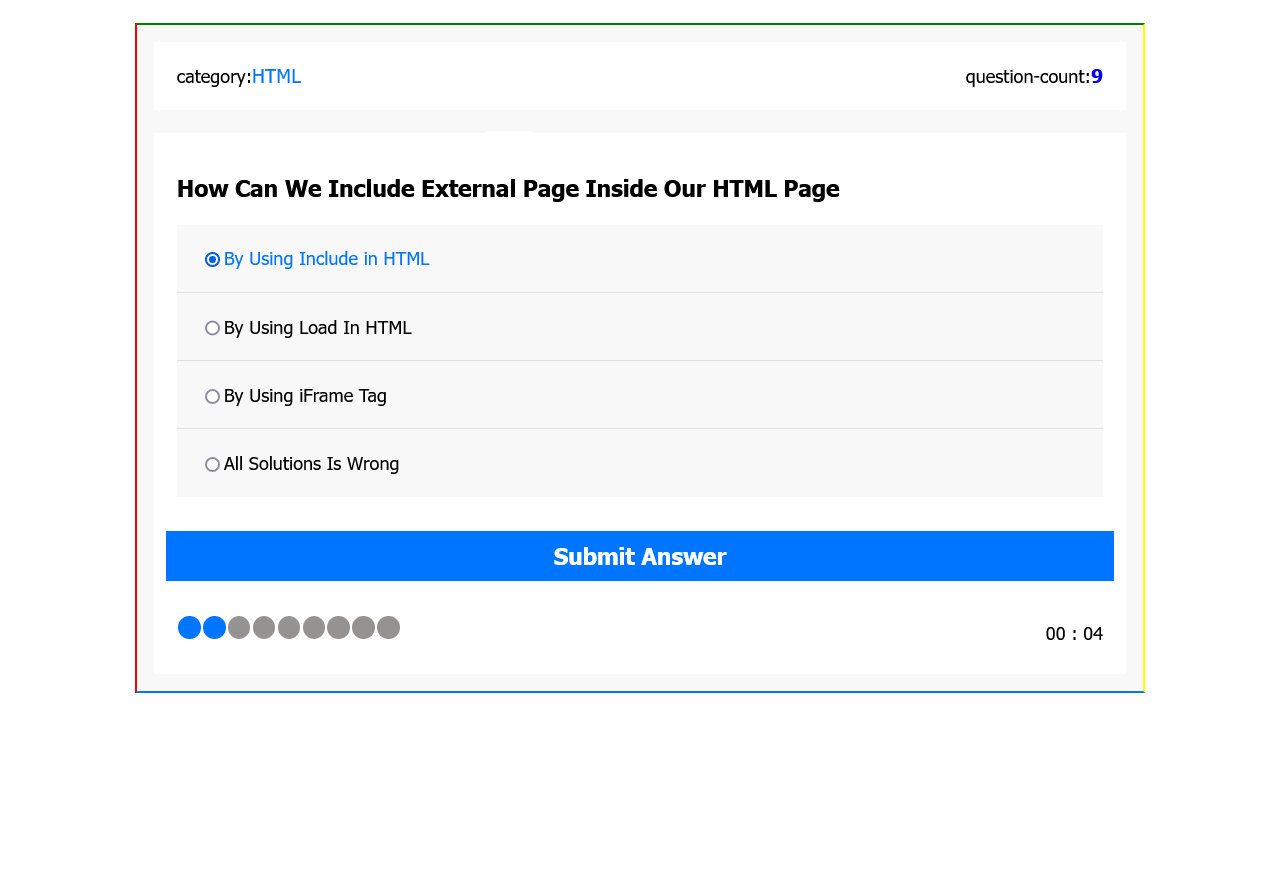 category:HTML
question-count:9
How Can We Include External Page Inside Our HTML Page
By Using Include in HTML
By Using Load In HTML
By Using iFrame Tag
All Solutions Is Wrong
Submit Answer
00 : 04